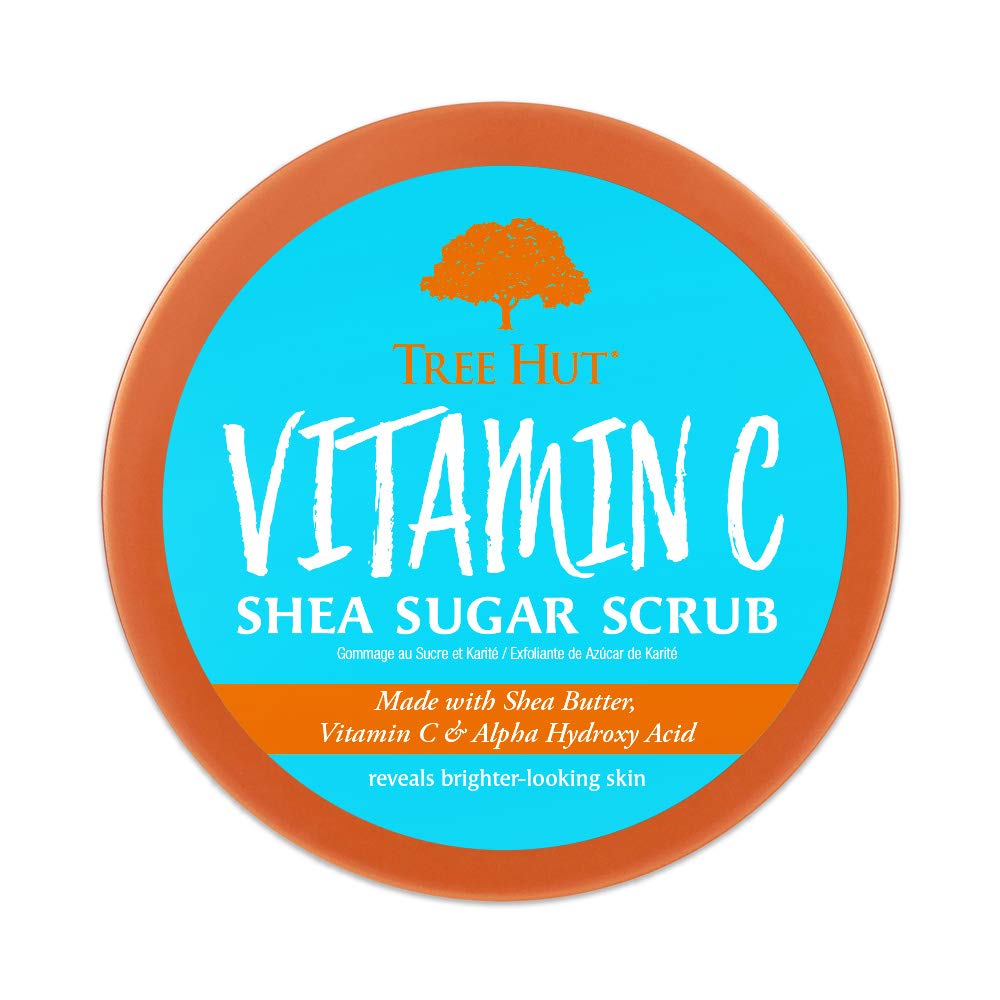 TREE HUT®
VITAMIN C
SHEA SUGAR SCRUB
Gommage au Sucre et Karité / Exfoliante de Azúcar de Karité
Made with Shea Butter,
Vitamin C & Alpha Hydroxy Acid
reveals brighter-looking skin